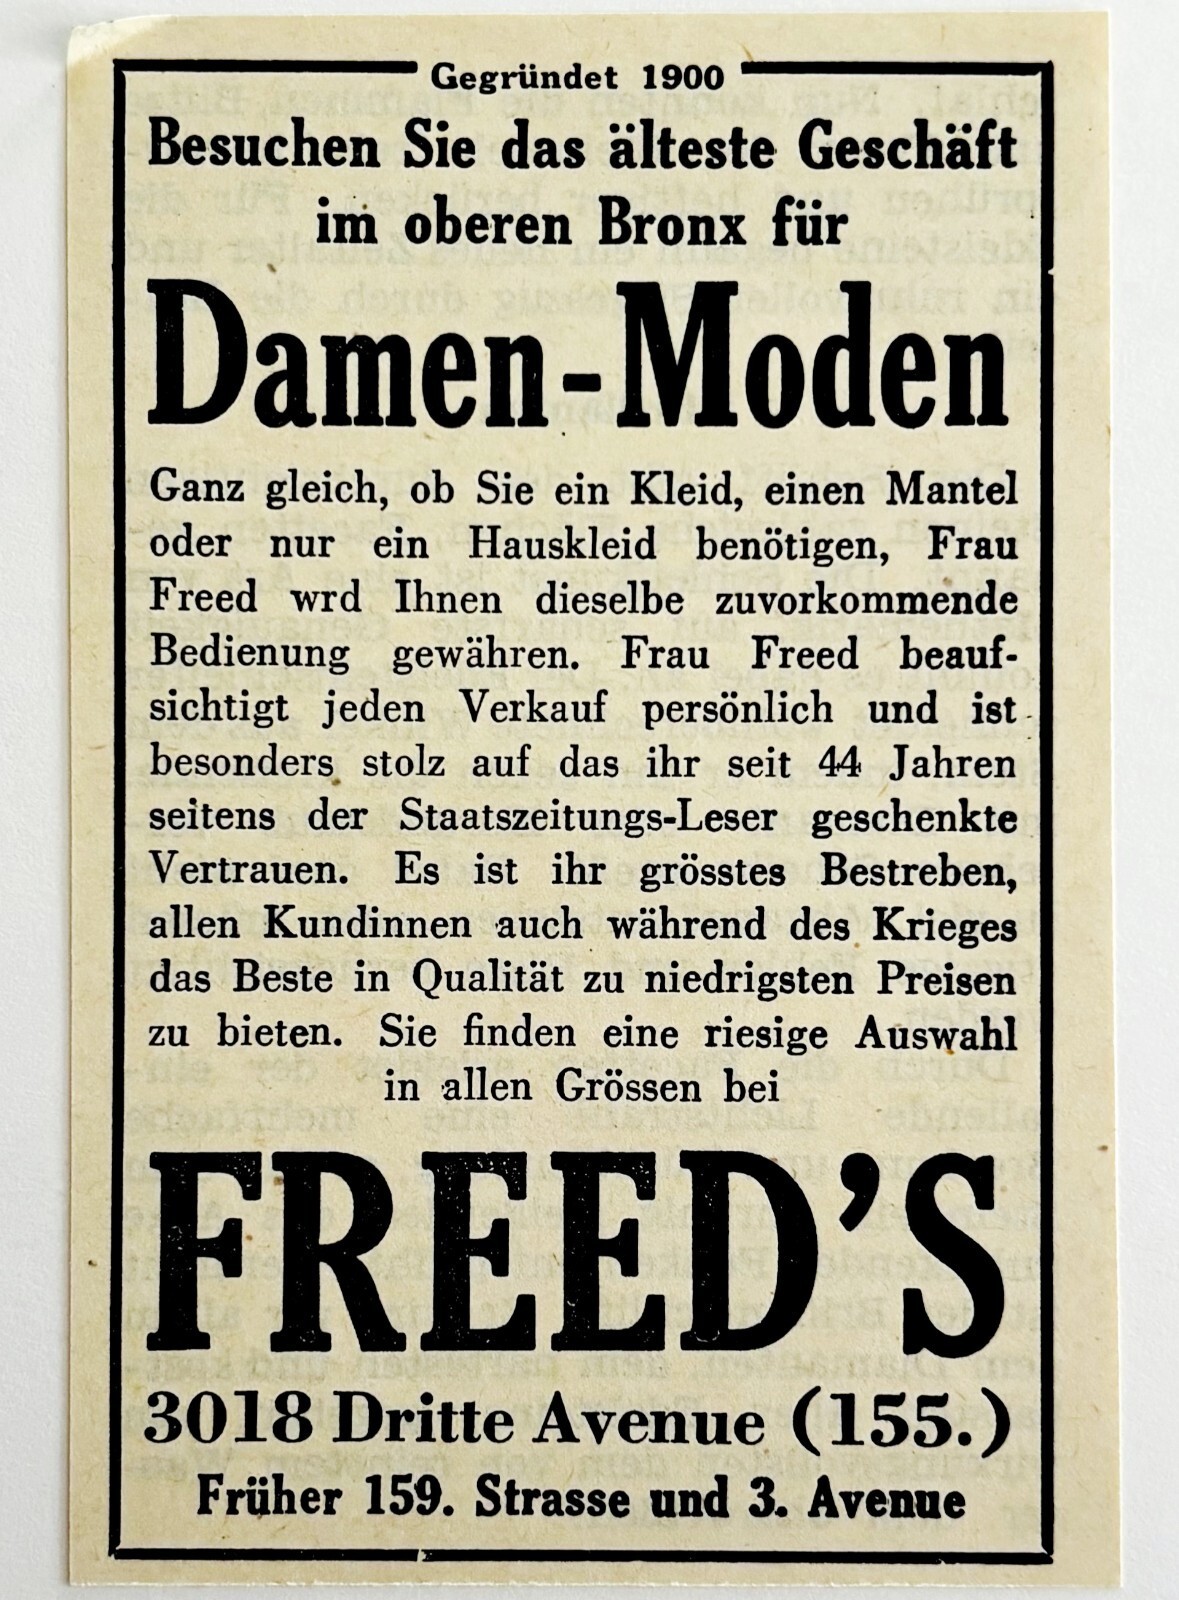 Gegründet 1900
Besuchen Sie das älteste Geschäft
im oberen Bronx für
Damen-Moden
Ganz gleich, ob Sie ein Kleid, einen Mantel
oder nur ein Hauskleid benötigen, Frau
Freed wrd Ihnen dieselbe zuvorkommende
Bedienung gewähren. Frau Freed beauf-
sichtigt jeden Verkauf persönlich und ist
besonders stolz auf das ihr seit 44 Jahren
seitens der Staatszeitungs-Leser geschenkte
Vertrauen. Es ist ihr grösstes Bestreben,
allen Kundinnen auch während des Krieges
das Beste in Qualität zu niedrigsten Preisen
zu bieten. Sie finden eine riesige Auswahl
in allen Grössen bei
FREED'S
3018 Dritte Avenue (155.)
Früher 159. Strasse und 3. Avenue